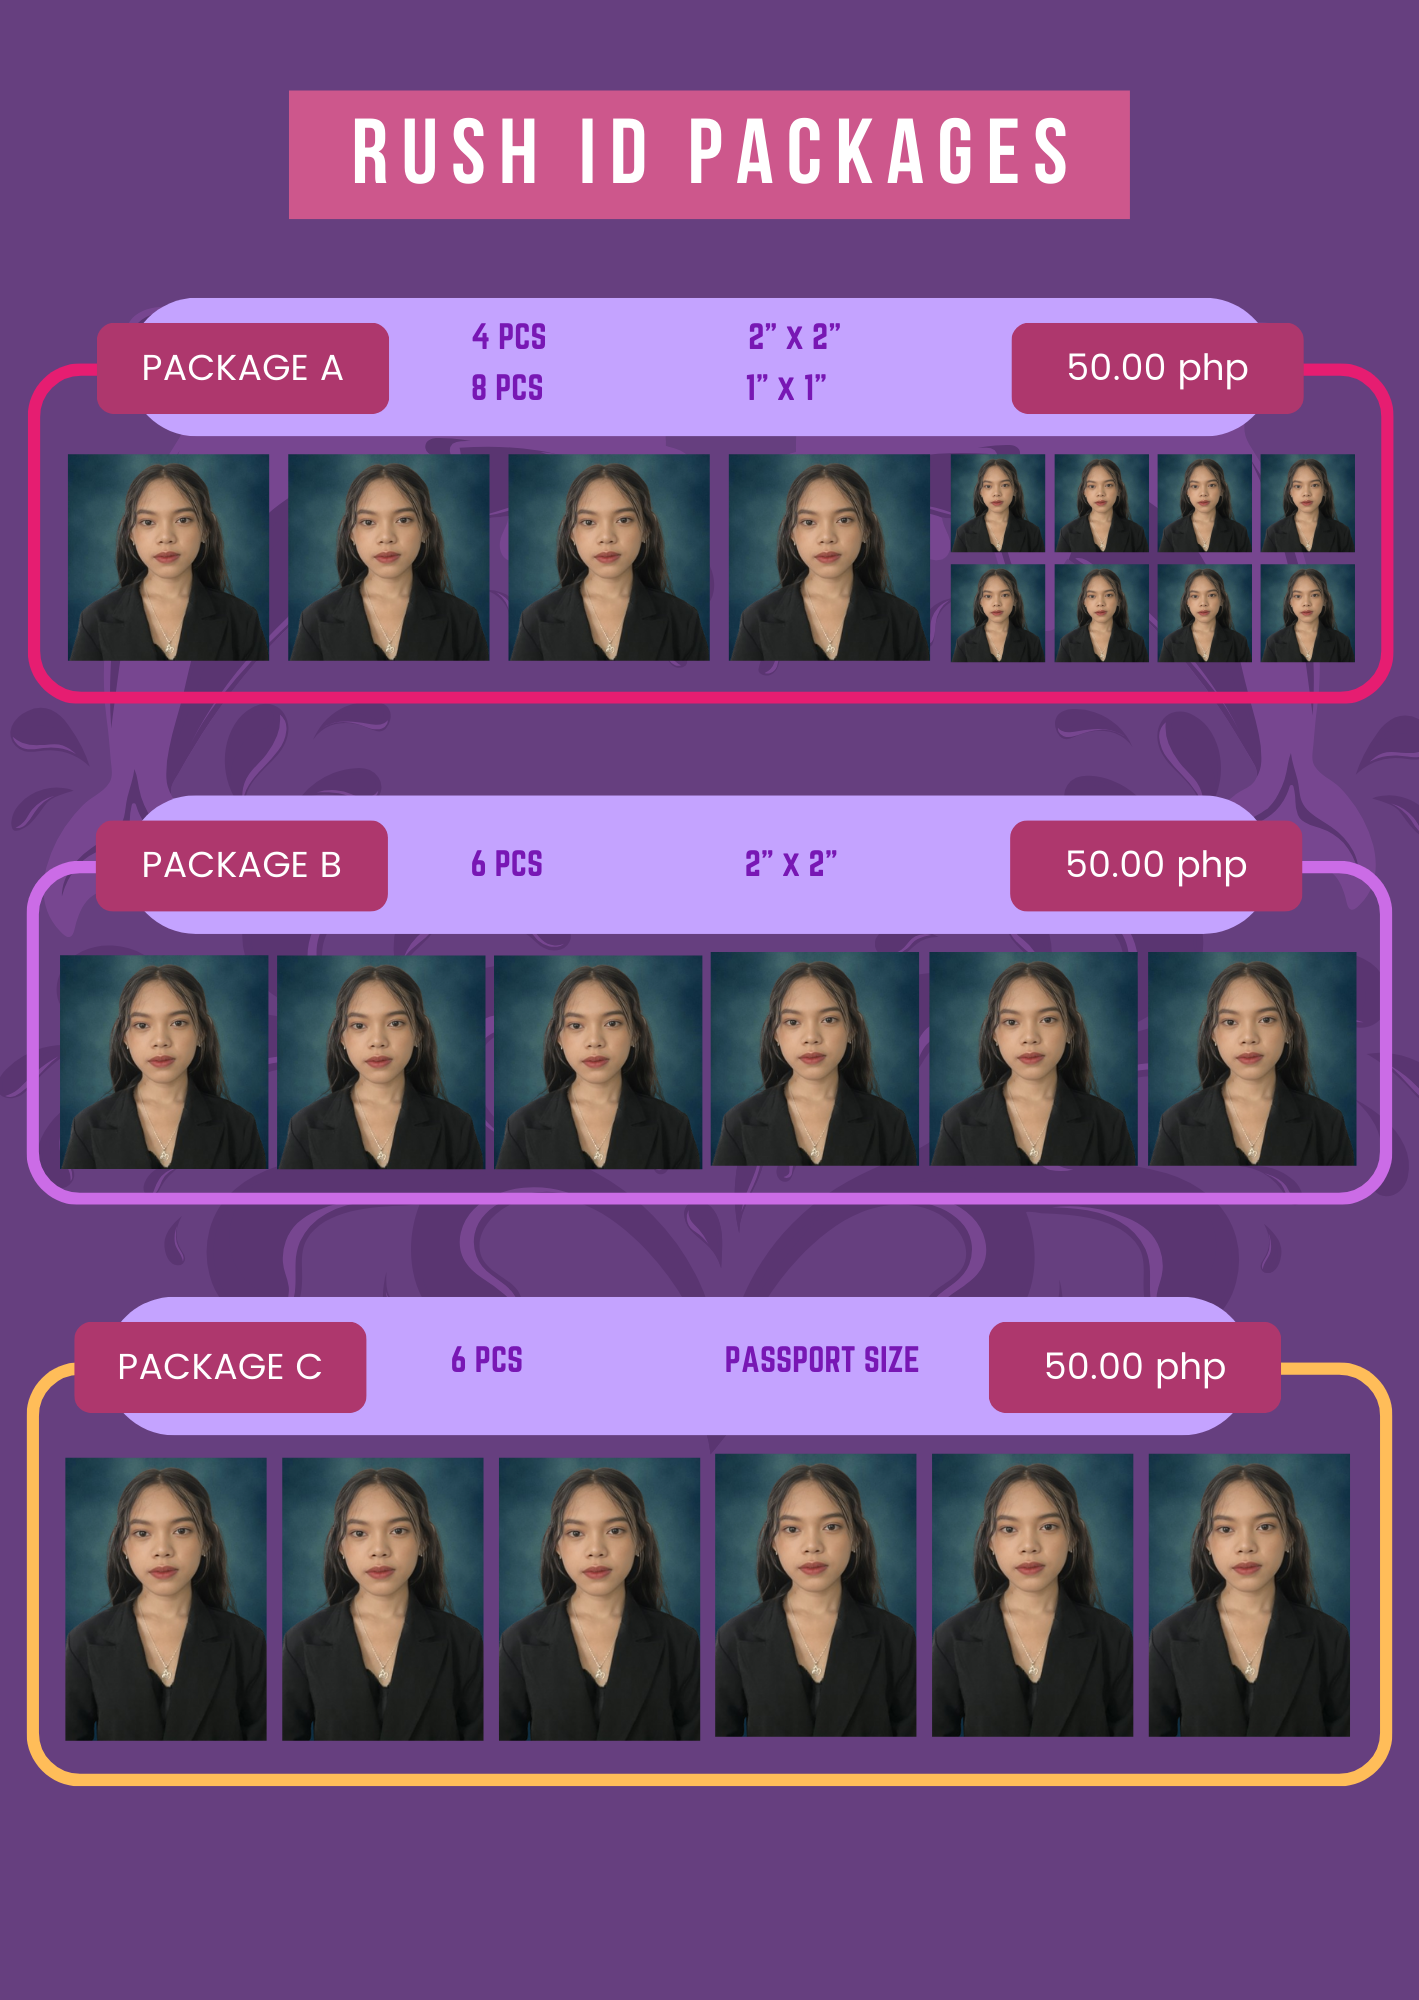 RUSH ID PACKAGES
PACKAGE A
4 PCS 2” X 2”
8 PCS 1” X 1”
50.00 php
PACKAGE B
6 PCS 2” X 2”
50.00 php
PACKAGE C
6 PCS PASSPORT SIZE
50.00 php